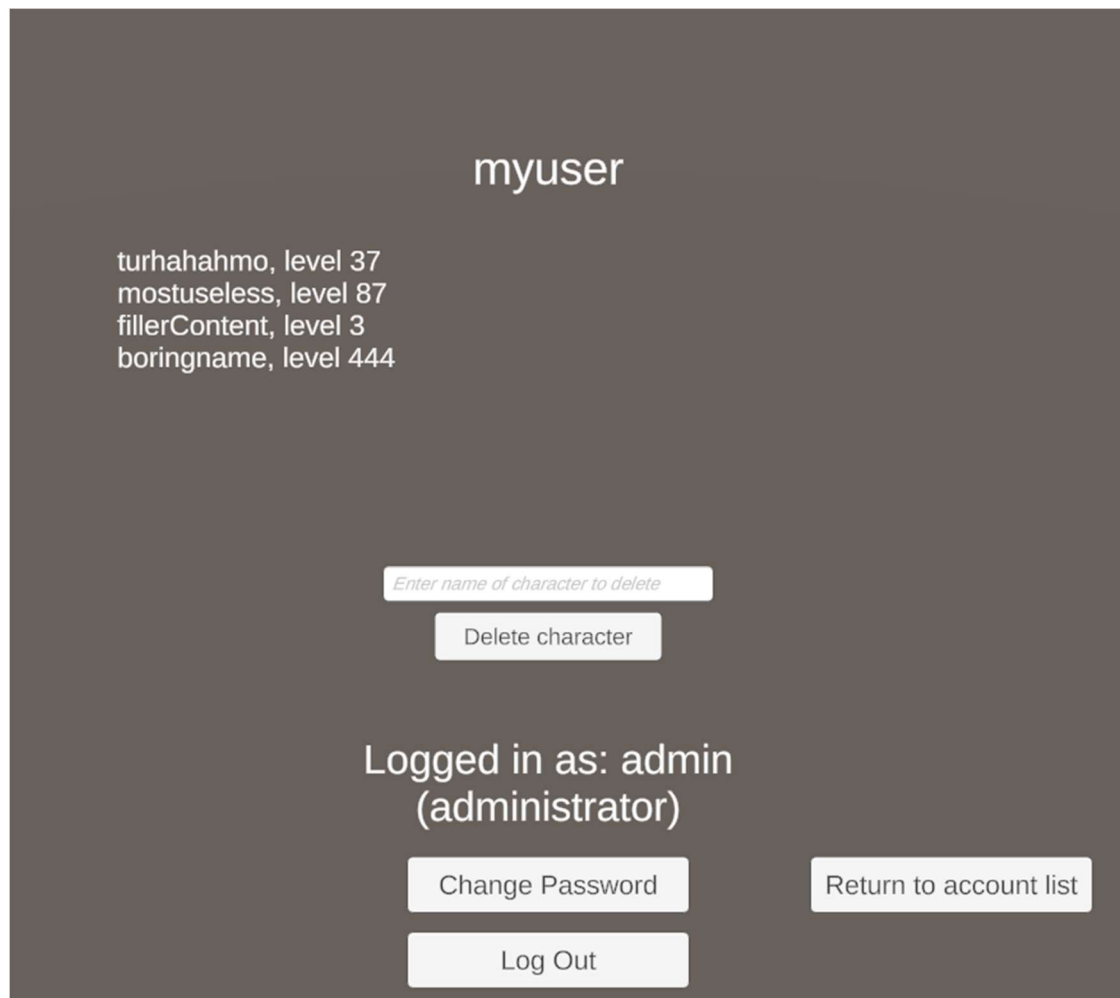 myuser
turhahahmo, level 37
mostuseless, level 87
fillerContent, level 3
boringname, level 444
Enter name of character to delete
Delete character
Logged in as: admin
(administrator)
Change Password
Return to account list
Log Out